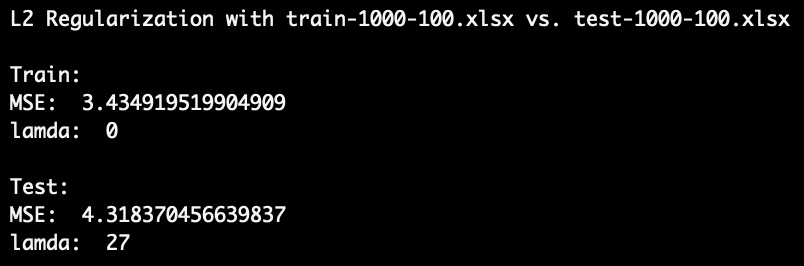 L2 Regularization with train-1000-100.xlsx vs. test-1000-100.xlsx
Train:
MSE:  3.434919519904909
lamda:  0
Test:
MSE:  4.318370456639837
lamda:  27